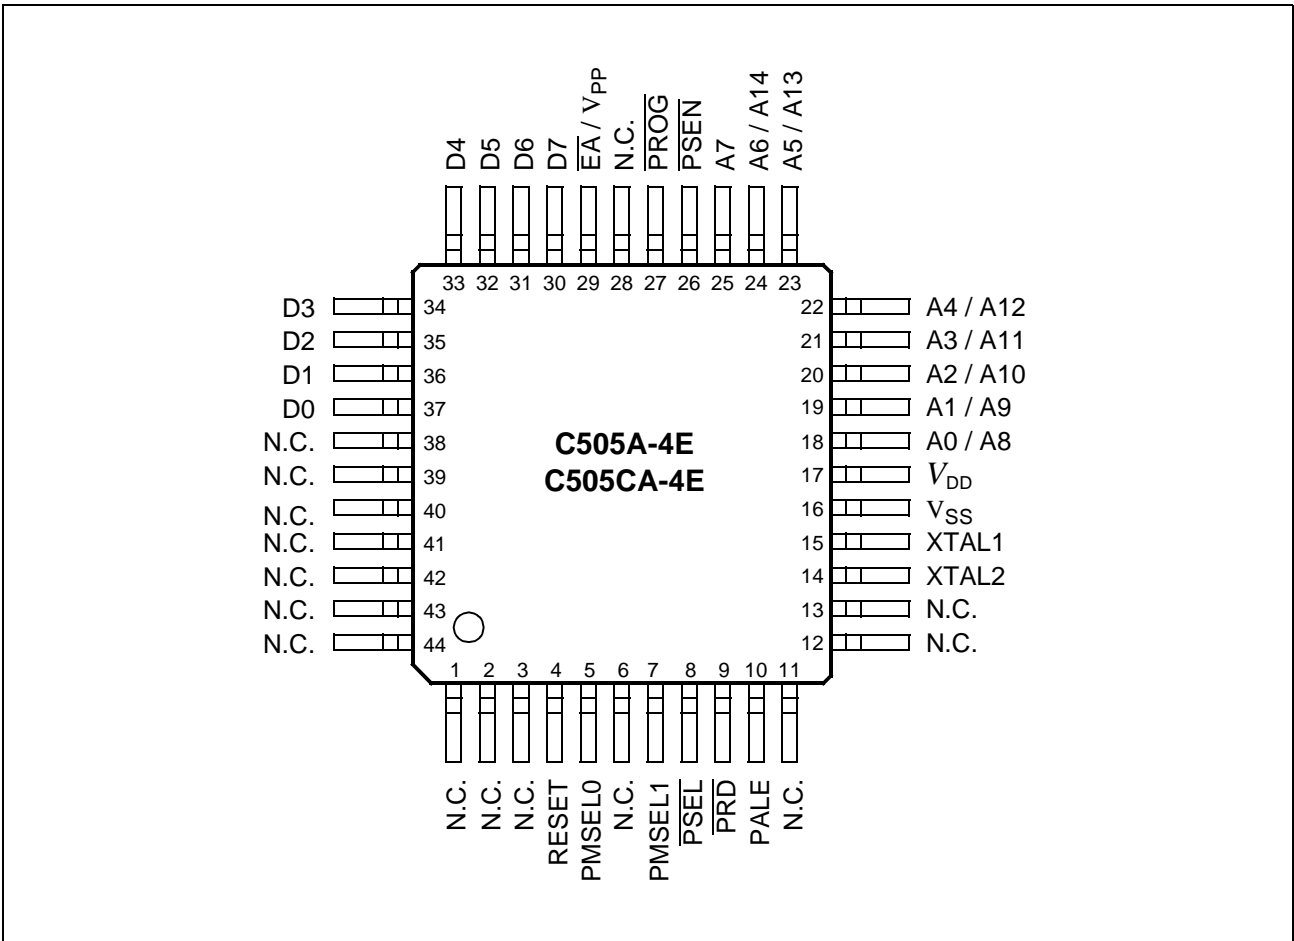 D4
D5
D6
D7
EA / VPP
N.C.
PROG
PSEN
A7
A6 / A14
A5 / A13
33 32 31 30 29 28 27 26 25 24 23
D3 34
D2 35
D1 36
D0 37
N.C. 38
N.C. 39
N.C. 40
N.C. 41
N.C. 42
N.C. 43
N.C. 44
C505A-4E
C505CA-4E
22 A4 / A12
21 A3 / A11
20 A2 / A10
19 A1 / A9
18 A0 / A8
17 VDD
16 VSS
15 XTAL1
14 XTAL2
13 N.C.
12 N.C.
1 2 3 4 5 6 7 8 9 10 11
N.C.
N.C.
N.C.
RESET
PMSEL0
N.C.
PMSEL1
PSEL
PRD
PALE
N.C.